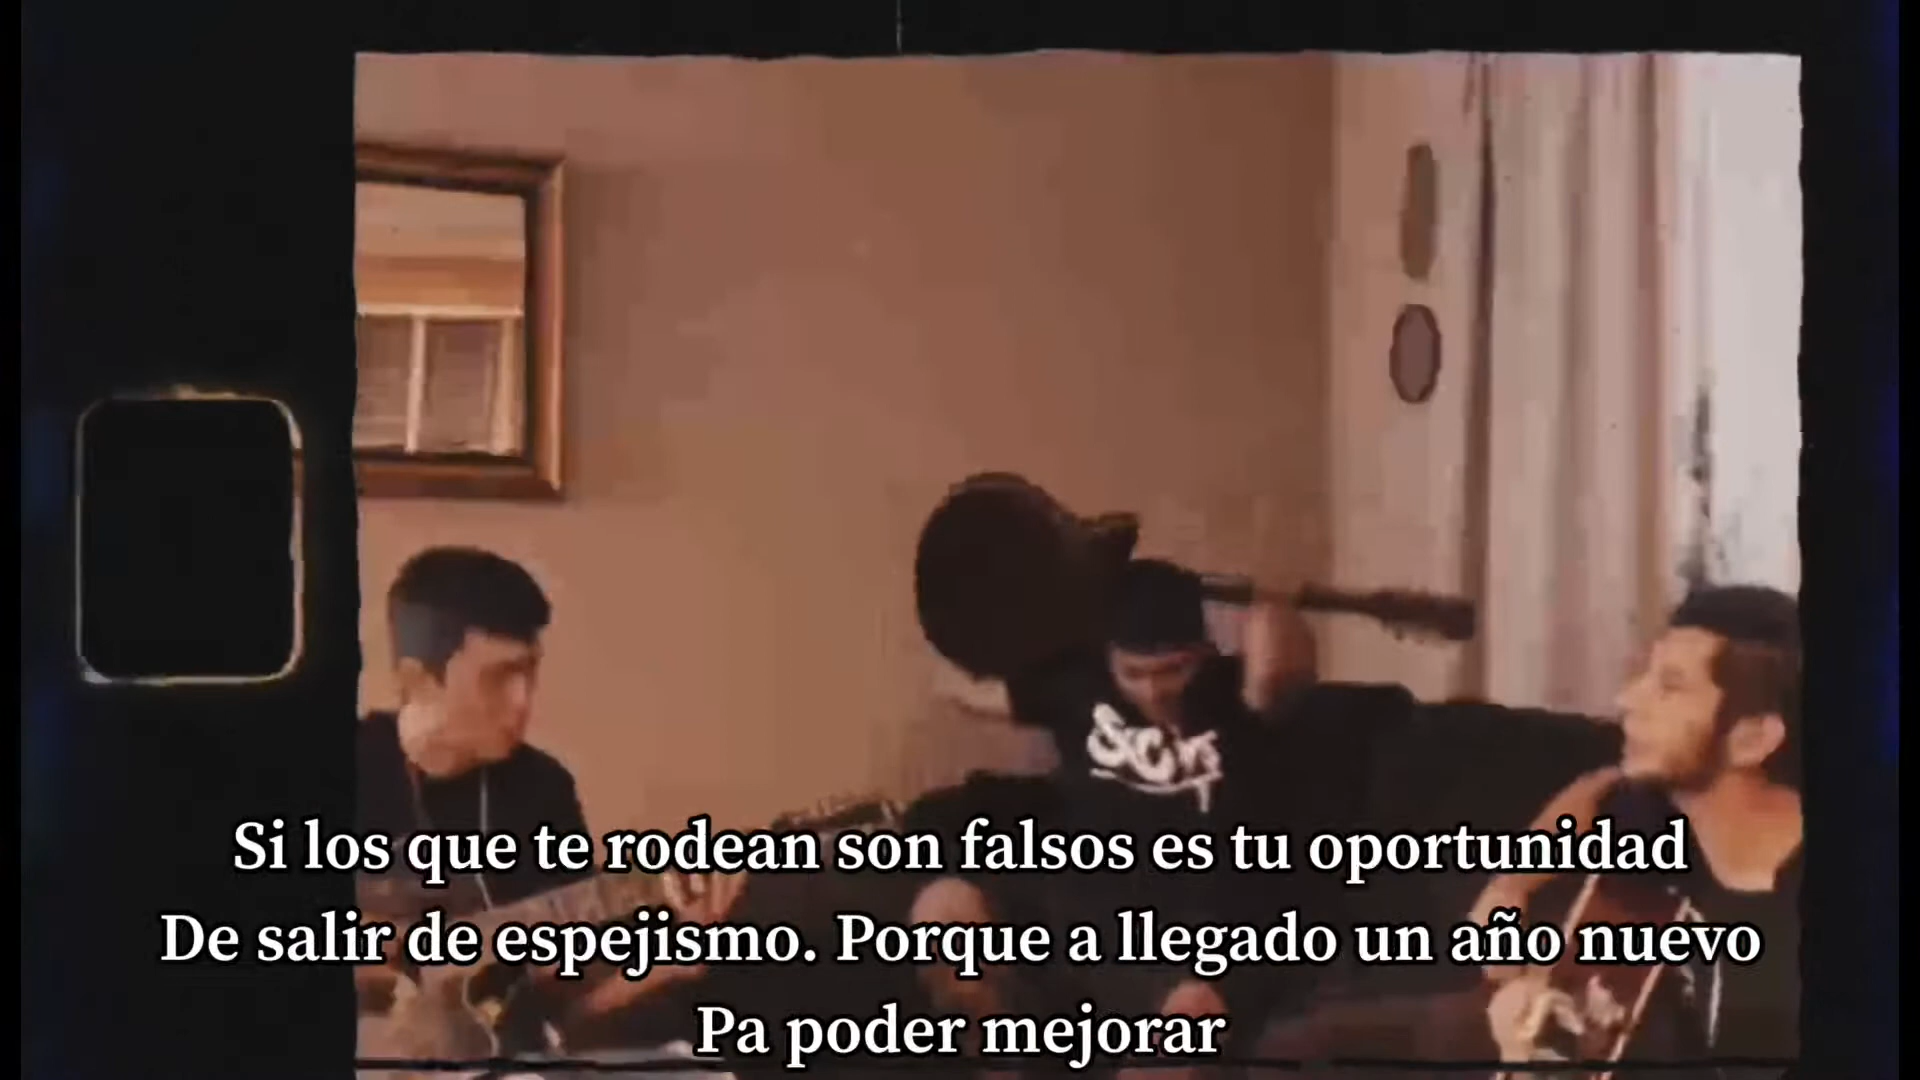 Si los que te rodean son falsos es tu oportunidad
De salir de espejismo. Porque a llegado un año nuevo
Pa poder mejorar